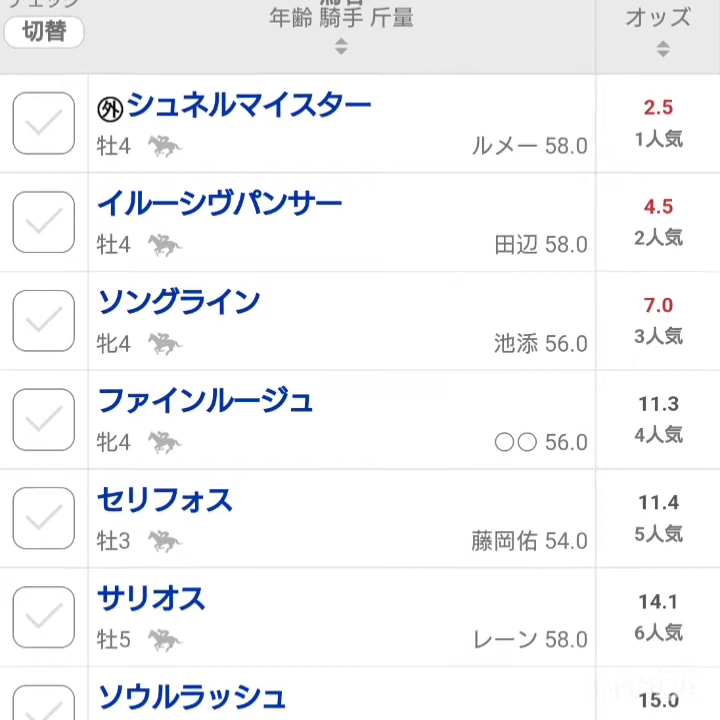 切替
年齢 騎手 斤量
オッズ
外シュネルマイスター
牡4
ルメー 58.0
2.5
1人気
イルーシヴパンサー
牡4
田辺 58.0
4.5
2人気
ソングライン
牝4
池添 56.0
7.0
3人気
ファインルージュ
牝4
○○ 56.0
11.3
4人気
セリフォス
牡3
藤岡佑 54.0
11.4
5人気
サリオス
牡5
レーン 58.0
14.1
6人気
ソウルラッシュ
15.0